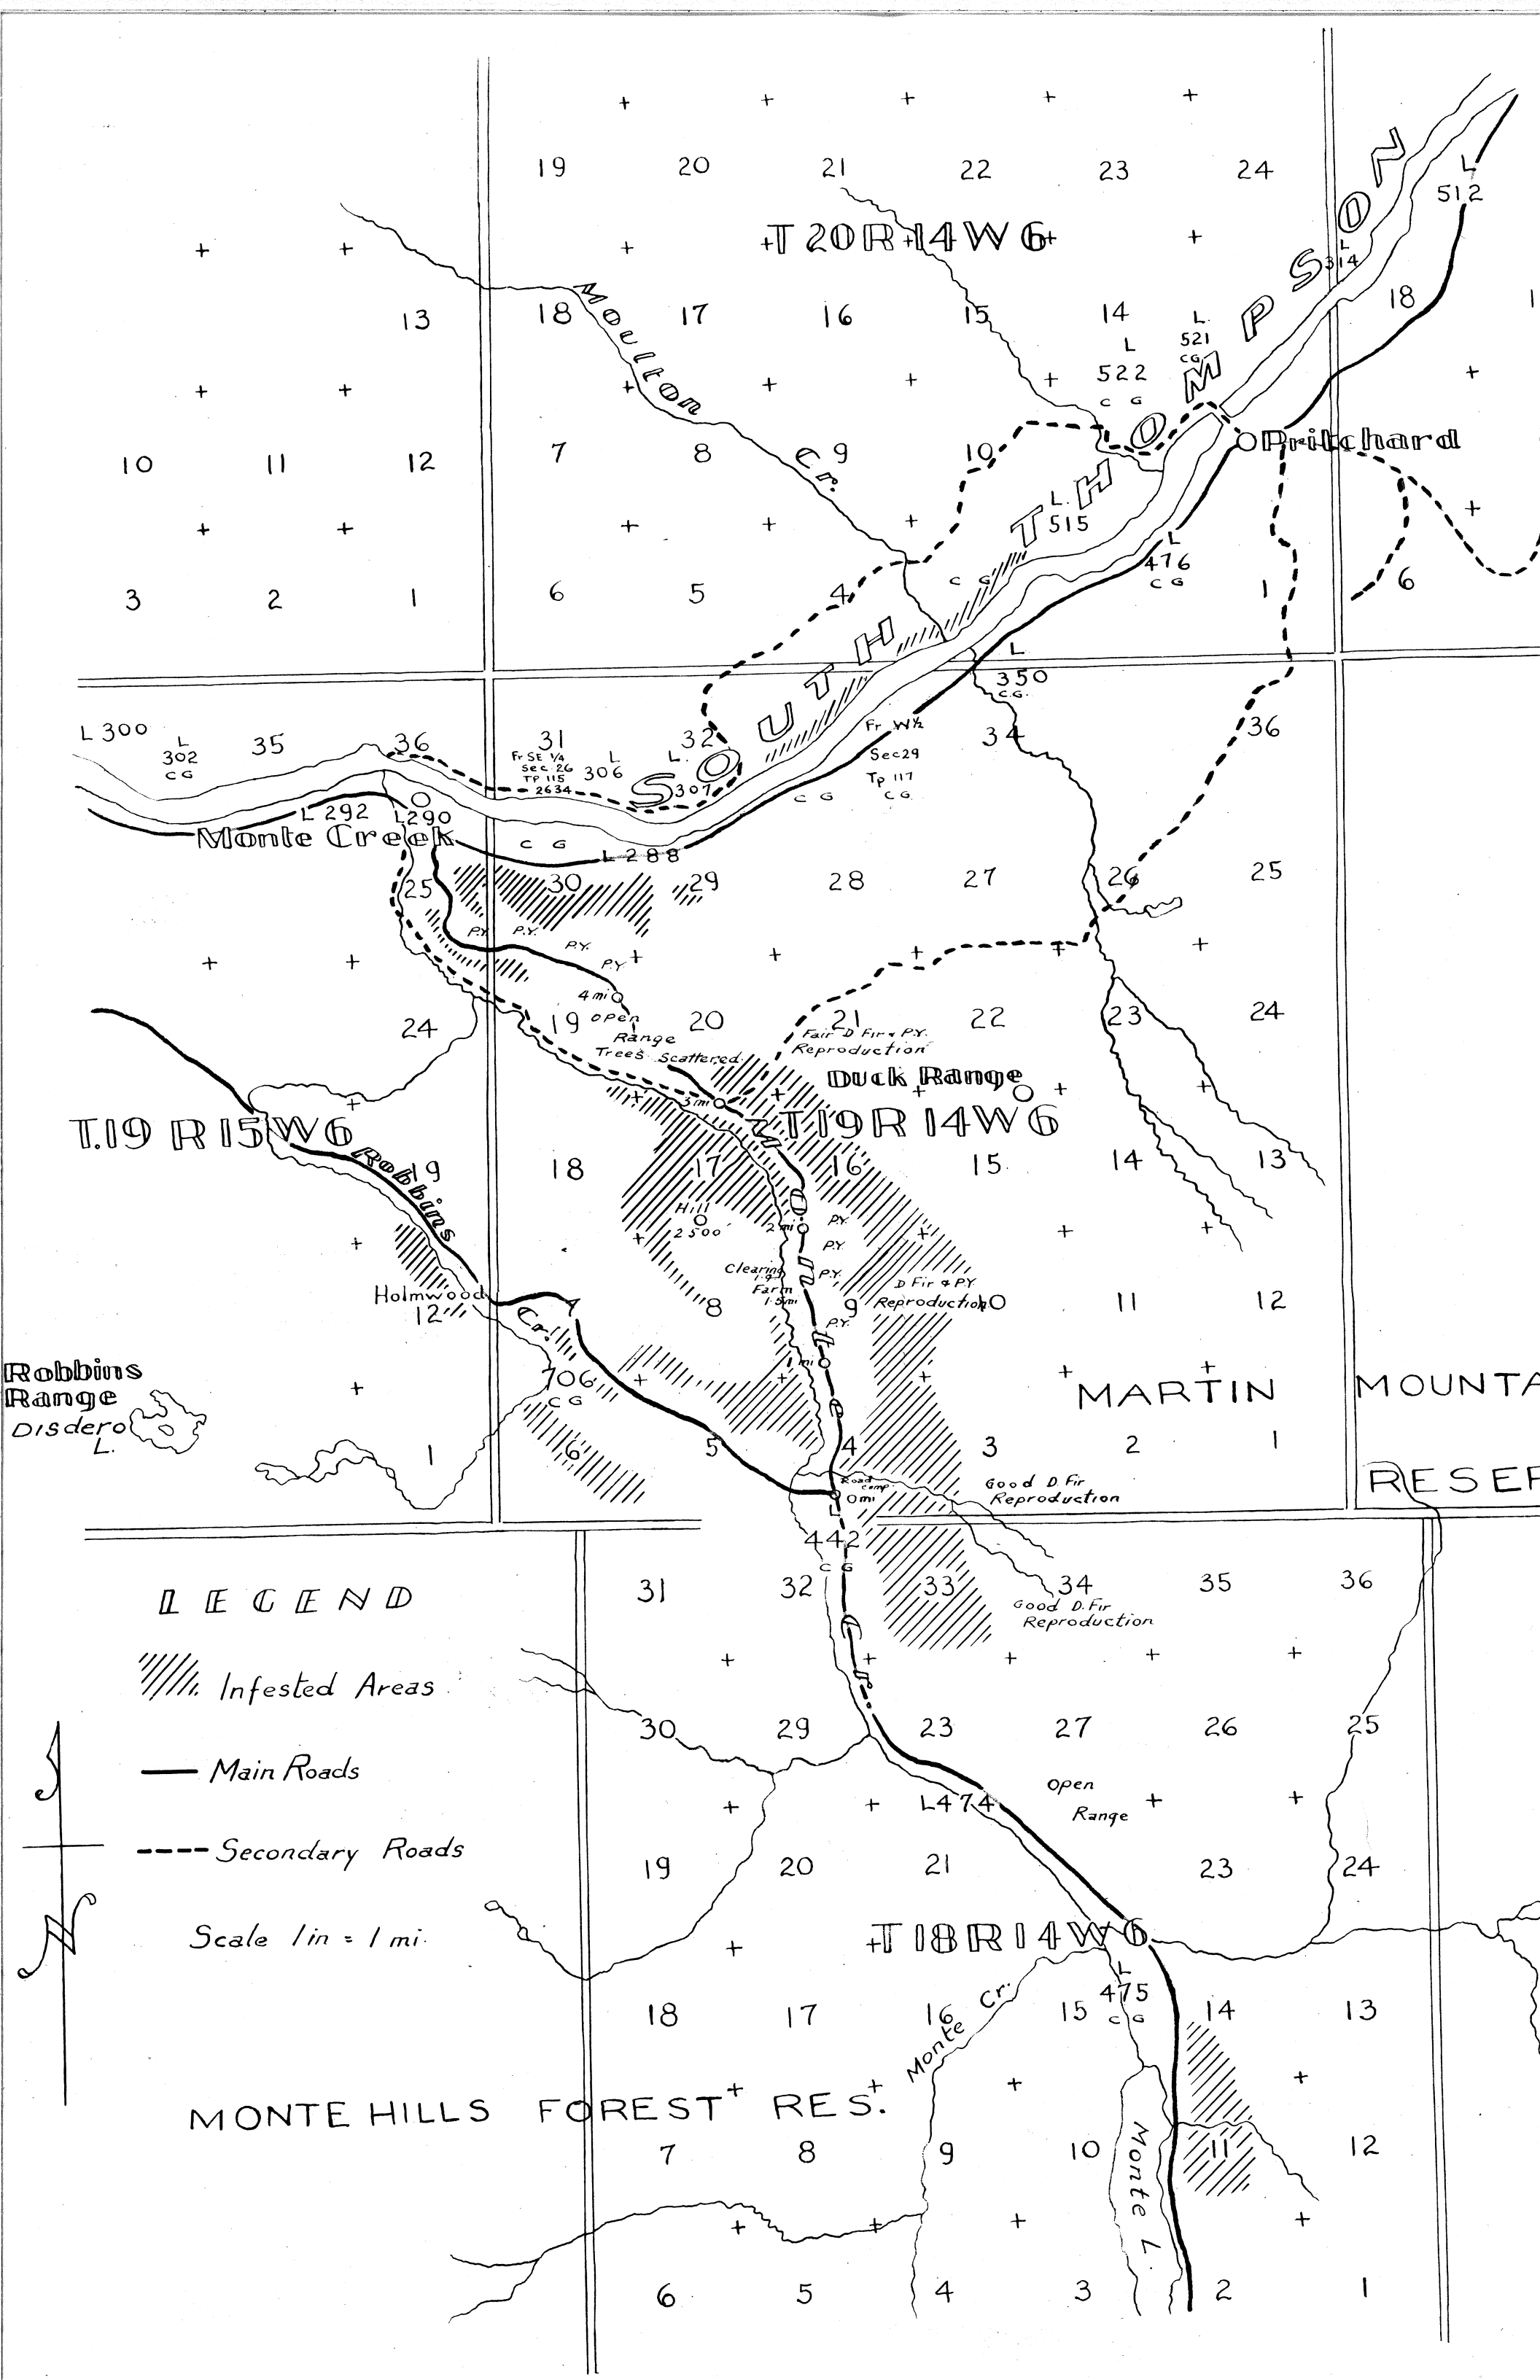 19 20 21 22 23 24
L
512
T 20 R 14 W 6
L
314
13 18 17 16 15 14 18
L.
521
CG
L
522
C G
Moulton Cr.
SOUTH THOMPSON
10 11 12 7 8 9 10
Pritchard
L.
515
C G
L
476
C G
3 2 1 6 5 4 1 6
L
350
C.G.
L 300
L
302
C G
35 36 31 32 34 36
Fr SE ¼
Sec. 26
TP 115
2634
L
306
L.
307
Fr W½
Sec 29
Tp 117
C.G.
C G
L 292
L290
Monte Creek
C G
L 288
25 30 29 28 27 26 25
P.Y. P.Y.
P.Y.
P.Y
4 mi
24 19 20 21 22 23 24
Open
Range
Trees Scattered
Fair D Fir & P.Y.
Reproduction
Duck Range
3 mi
T.19 R 15 W 6
T19 R 14 W 6
Robbins Cr.
19 18 17 16 15 14 13
Hill
2500'
2 mi
P.Y.
P.Y.
P.Y.
Clearing
Farm
1.5 mi
D Fir & P.Y.
Reproduction
Holmwood
12 7 8 9 10 11 12
P.Y.
1 mi
Robbins
Range
Disdero
L.
706
C G
MARTIN MOUNTA
1 6 5 4 3 2 1
Road
Camp
0 mi
Good D. Fir
Reproduction
RESER
L
442
C G
LEGEND
31 32 33 34 35 36
Good D. Fir
Reproduction
Infested Areas
30 29 23 27 26 25
Main Roads
L474
Open
Range
Secondary Roads
19 20 21 23 24
Scale 1 in = 1 mi.
N
T 18 R 14 W 6
L
475
C G
18 17 16 15 14 13
Monte Cr.
MONTE HILLS FOREST RES.
7 8 9 10 11 12
Monte L.
6 5 4 3 2 1